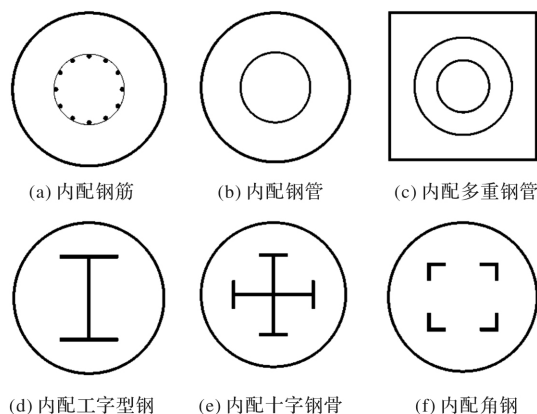 (a) 内配钢筋
(b) 内配钢管
(c) 内配多重钢管
(d) 内配工字型钢
(e) 内配十字钢骨
(f) 内配角钢